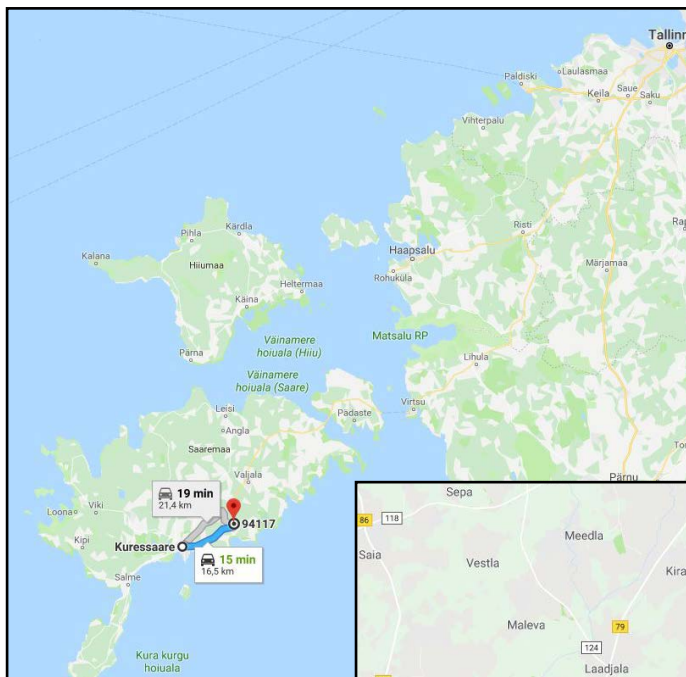 Tallinn
Laulasmaa
Paldiski
Keila
Saue
Saku
Vihterpalu
Kärdla
Pihla
Kalana
Hiiumaa
Haapsalu
Risti
Rohuküla
Märjamaa
Heltermaa
Käina
Väinamere
hoiuala (Hiiu)
Matsalu RP
Pärna
Lihula
Väinamere
hoiuala (Saare)
Virtsu
Leisi
Pädaste
Angla
Saaremaa
Valjala
Pärnu
19 min
21,4 km
Viki
Loona
94117
Kipi
Kuressaare
15 min
16,5 km
Salme
Kura kurgu
hoiuala
Sepa
86
118
Meedla
Saia
Vestla
Kira
Maleva
79
124
Laadjala